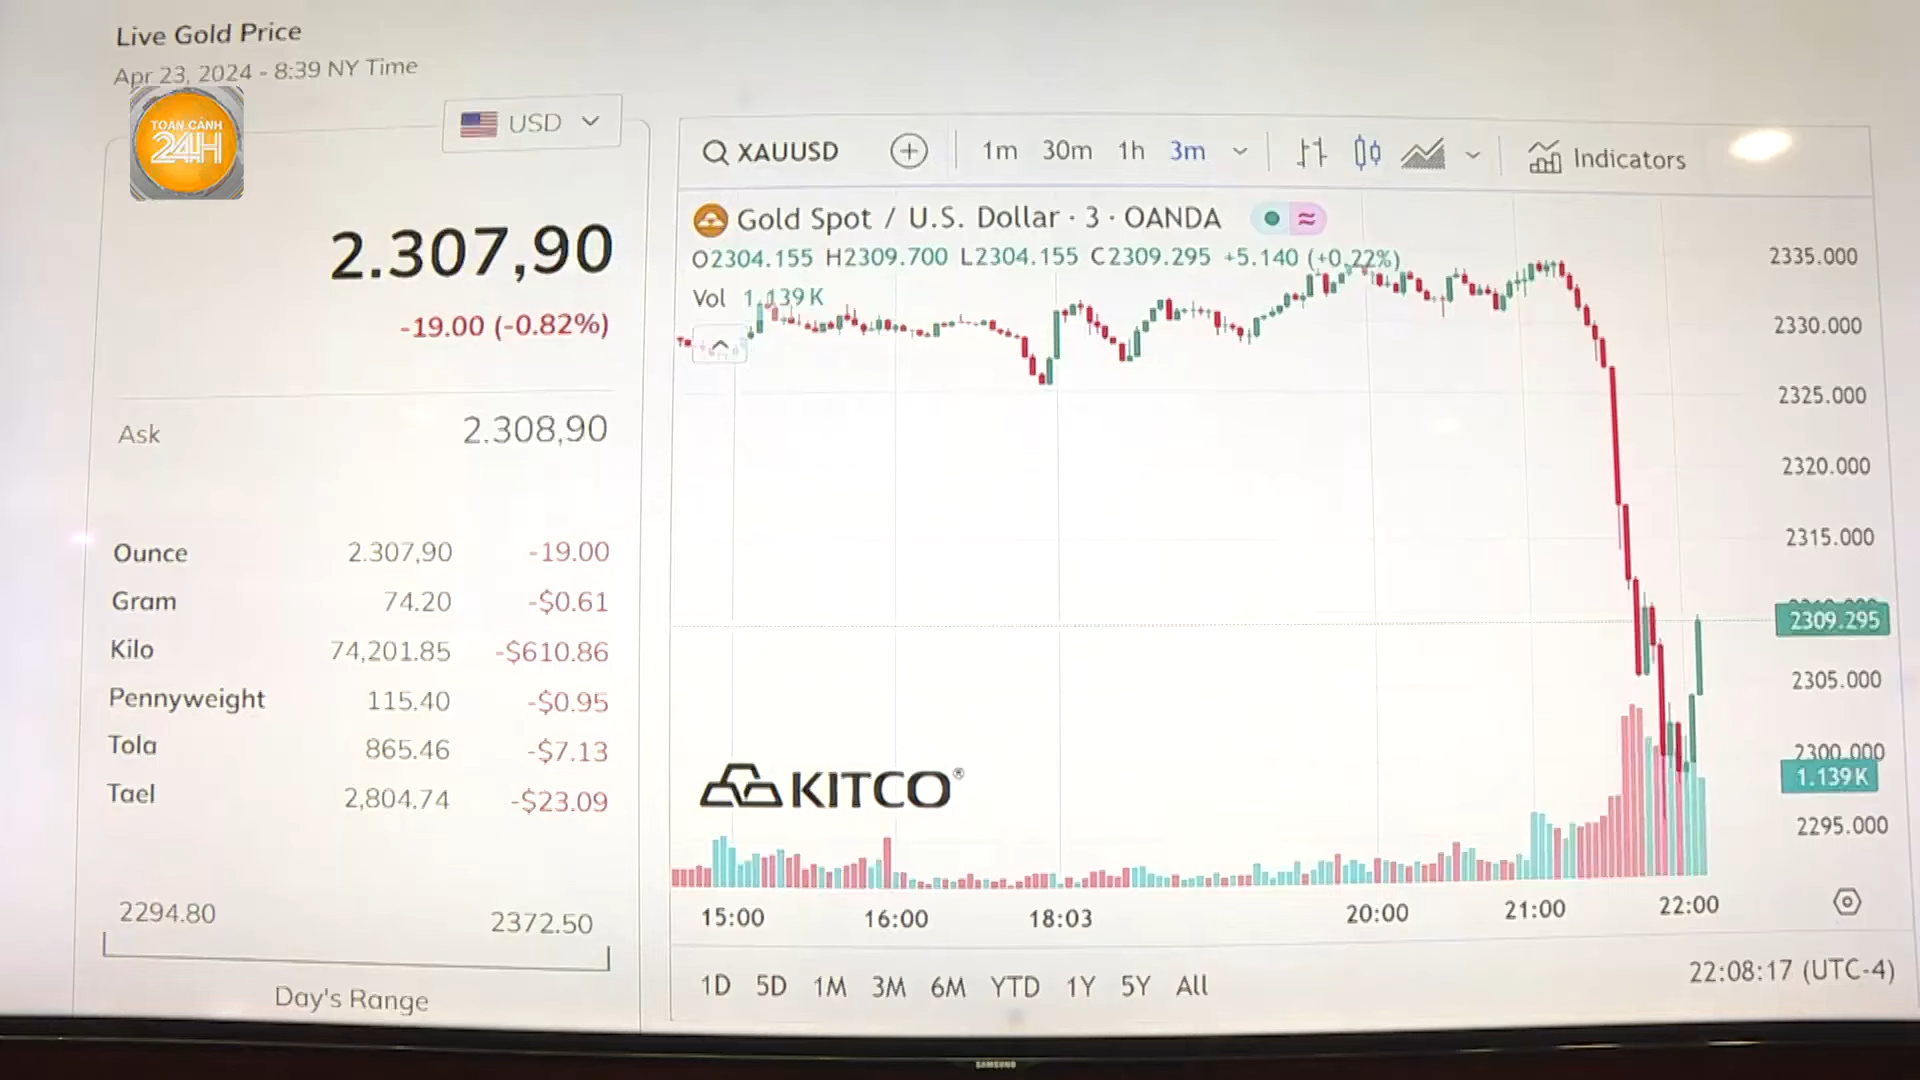 Live Gold Price
Apr 23, 2024 - 8:39 NY Time
TOÀN CẢNH
24H
USD
2.307,90
-19.00 (-0.82%)
Ask 2.308,90
Ounce 2.307,90 -19.00
Gram 74.20 -$0.61
Kilo 74,201.85 -$610.86
Pennyweight 115.40 -$0.95
Tola 865.46 -$7.13
Tael 2,804.74 -$23.09
2294.80 2372.50
Day's Range
XAUUSD 1m 30m 1h 3m Indicators
Gold Spot / U.S. Dollar · 3 · OANDA
O2304.155 H2309.700 L2304.155 C2309.295 +5.140 (+0.22%)
Vol 1.139K
2335.000
2330.000
2325.000
2320.000
2315.000
2309.295
2305.000
2300.000
1.139K
2295.000
KITCO®
15:00 16:00 18:03 20:00 21:00 22:00
22:08:17 (UTC-4)
1D 5D 1M 3M 6M YTD 1Y 5Y All
SAMSUNG